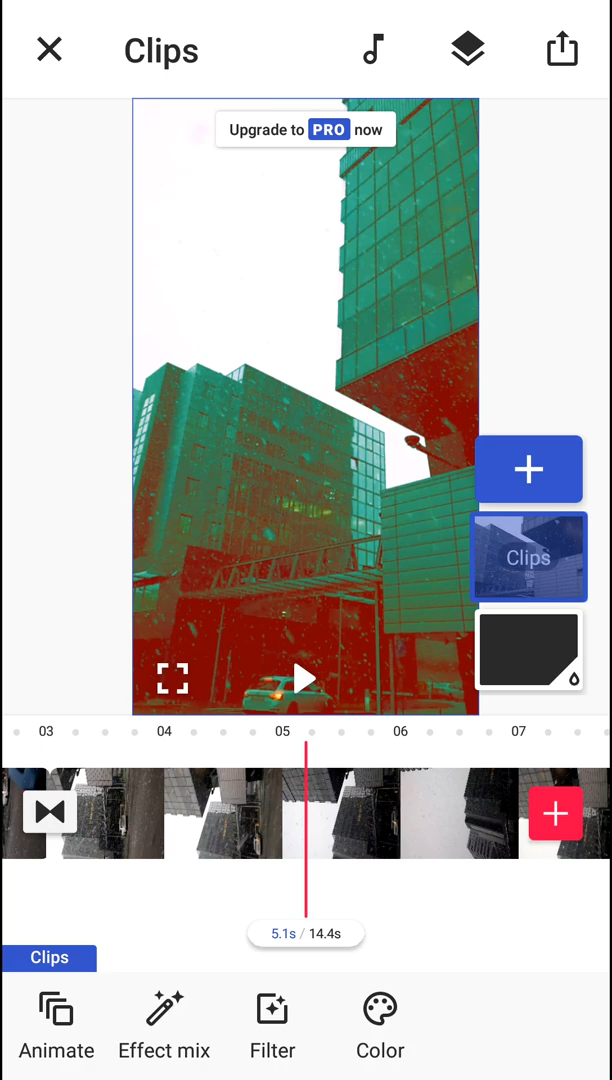 Clips
Upgrade to PRO now
Clips
03 04 05 06 07
5.1s / 14.4s
Clips
Animate Effect mix Filter Color